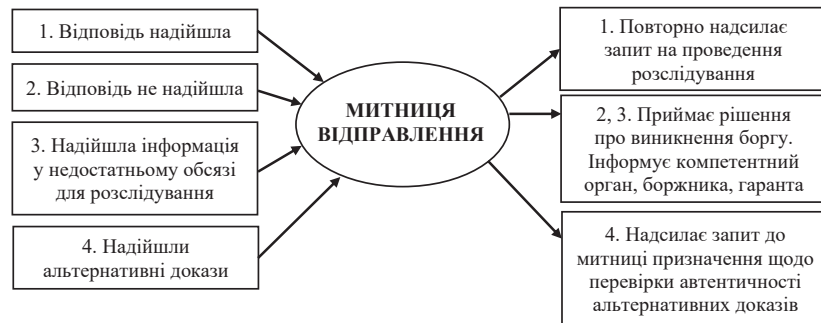 1. Відповідь надійшла
2. Відповідь не надійшла
3. Надійшла інформація
у недостатньому обсязі
для розслідування
4. Надійшли
альтернативні докази
МИТНИЦЯ
ВІДПРАВЛЕННЯ
1. Повторно надсилає
запит на проведення
розслідування
2, 3. Приймає рішення
про виникнення боргу.
Інформує компетентний
орган, боржника, гаранта
4. Надсилає запит до
митниці призначення щодо
перевірки автентичності
альтернативних доказів